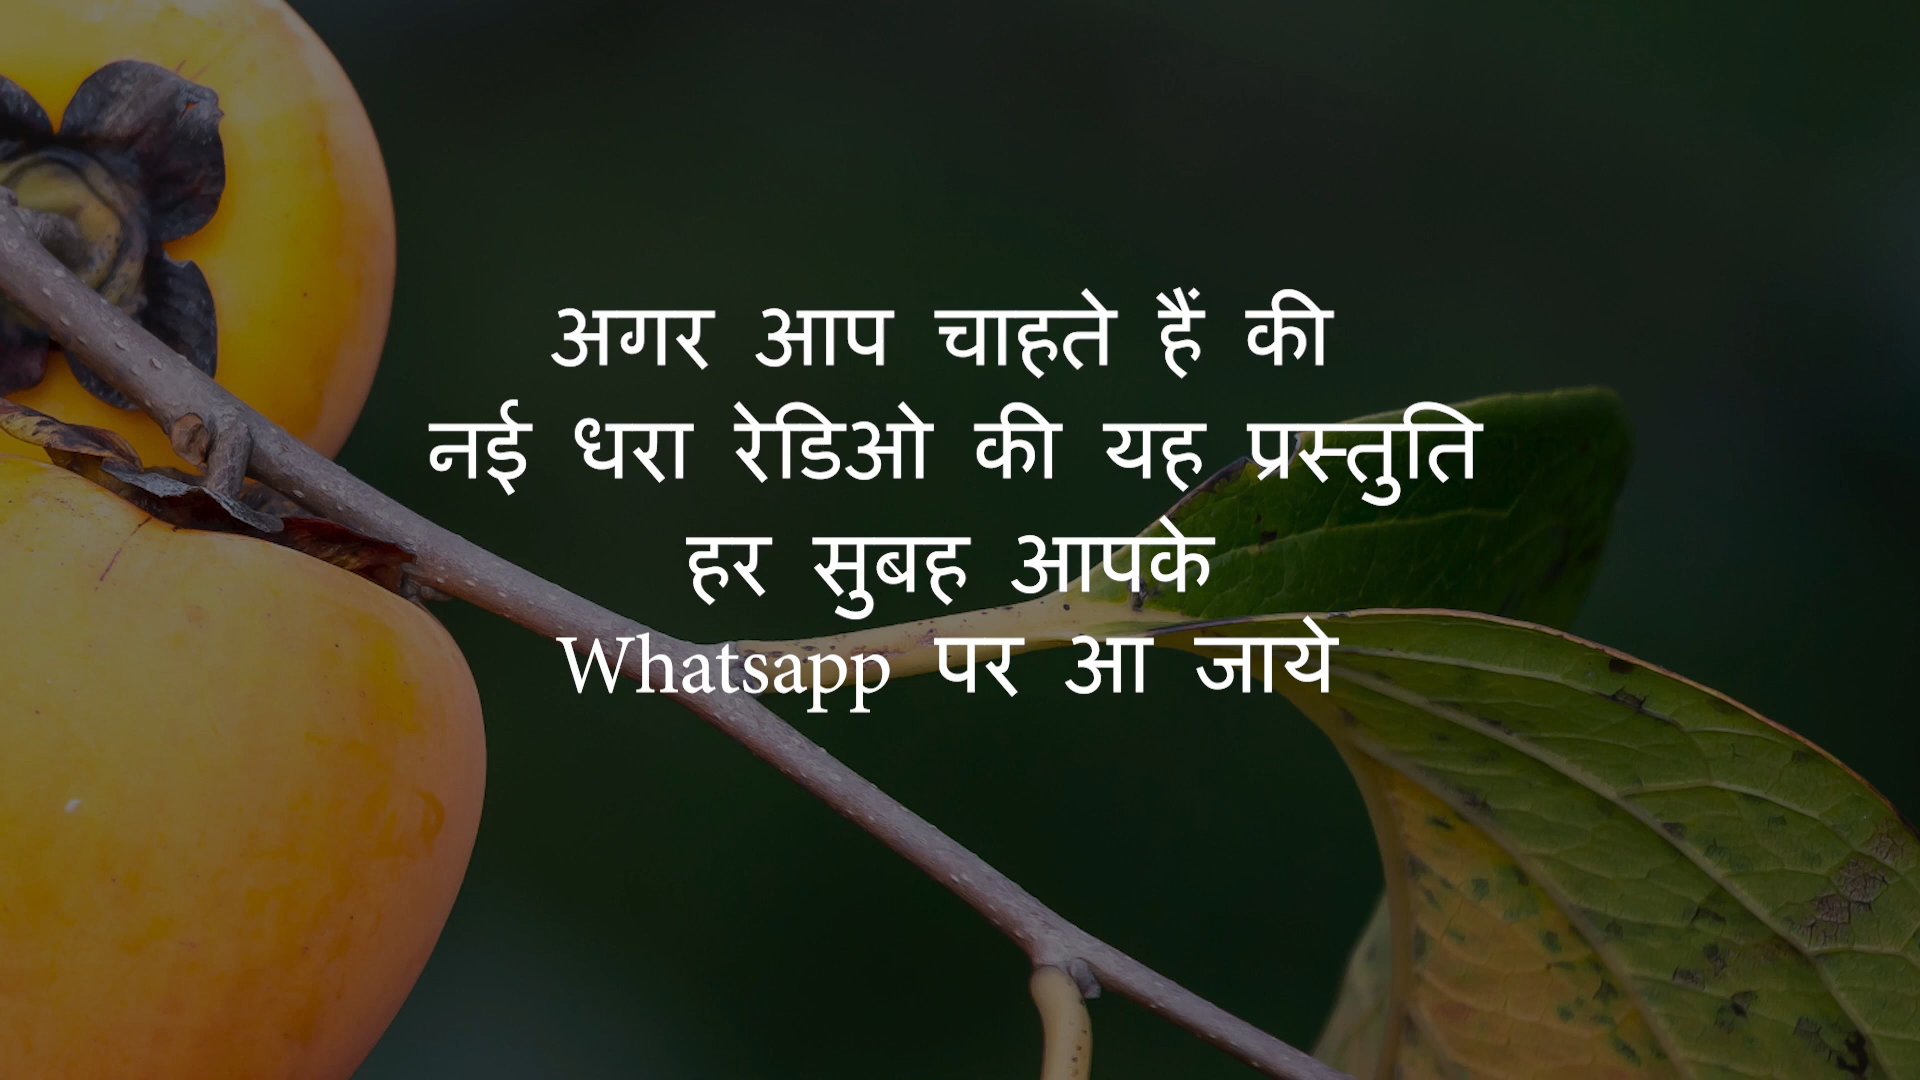 अगर आप चाहते हैं की
नई धरा रेडिओ की यह प्रस्तुति
हर सुबह आपके
Whatsapp पर आ जाये